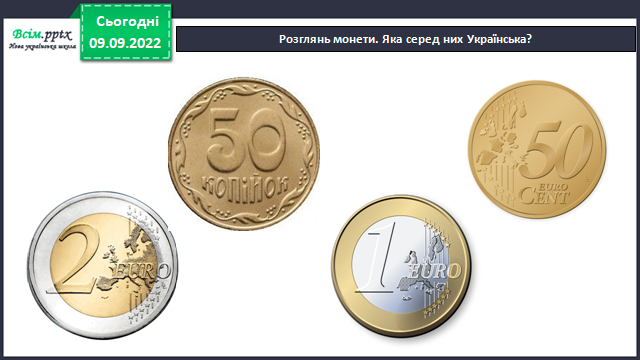 Всім.pptx
Нова українська школа
Сьогодні
09.09.2022
Розглянь монети. Яка серед них Українська?
50
КОПІЙОК
50
EURO
CENT
2 EURO
1 EURO